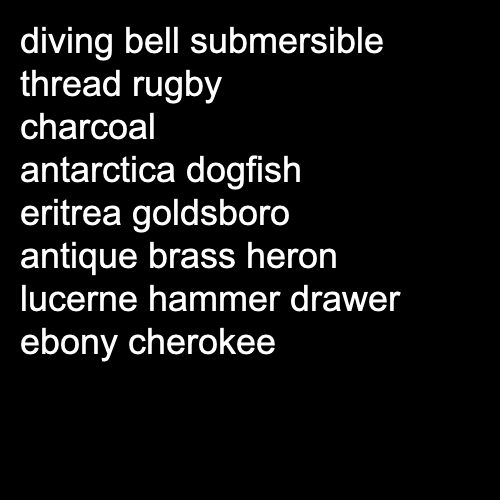 diving bell submersible
thread rugby
charcoal
antarctica dogfish
eritrea goldsboro
antique brass heron
lucerne hammer drawer
ebony cherokee